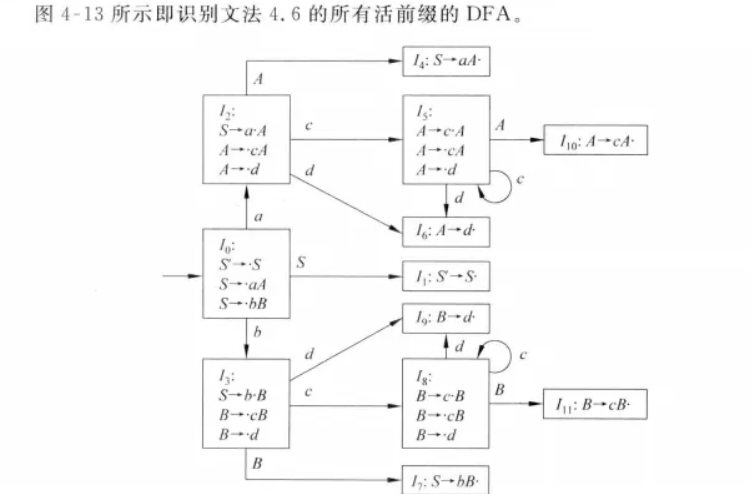 图 4-13 所示即识别文法 4.6 的所有活前缀的 DFA。
I₄: S→aA·
A
I₂:
S→a·A
A→·cA
A→·d
c
d
I₅:
A→c·A
A→·cA
A→·d
A
I₁₀: A→cA·
c
d
I₆: A→d·
a
I₀:
S'→·S
S→·aA
S→·bB
S
I₁: S'→S·
b
I₉: B→d·
d
d
c
I₃:
S→b·B
B→·cB
B→·d
c
I₈:
B→c·B
B→·cB
B→·d
B
I₁₁: B→cB·
B
I₇: S→bB·